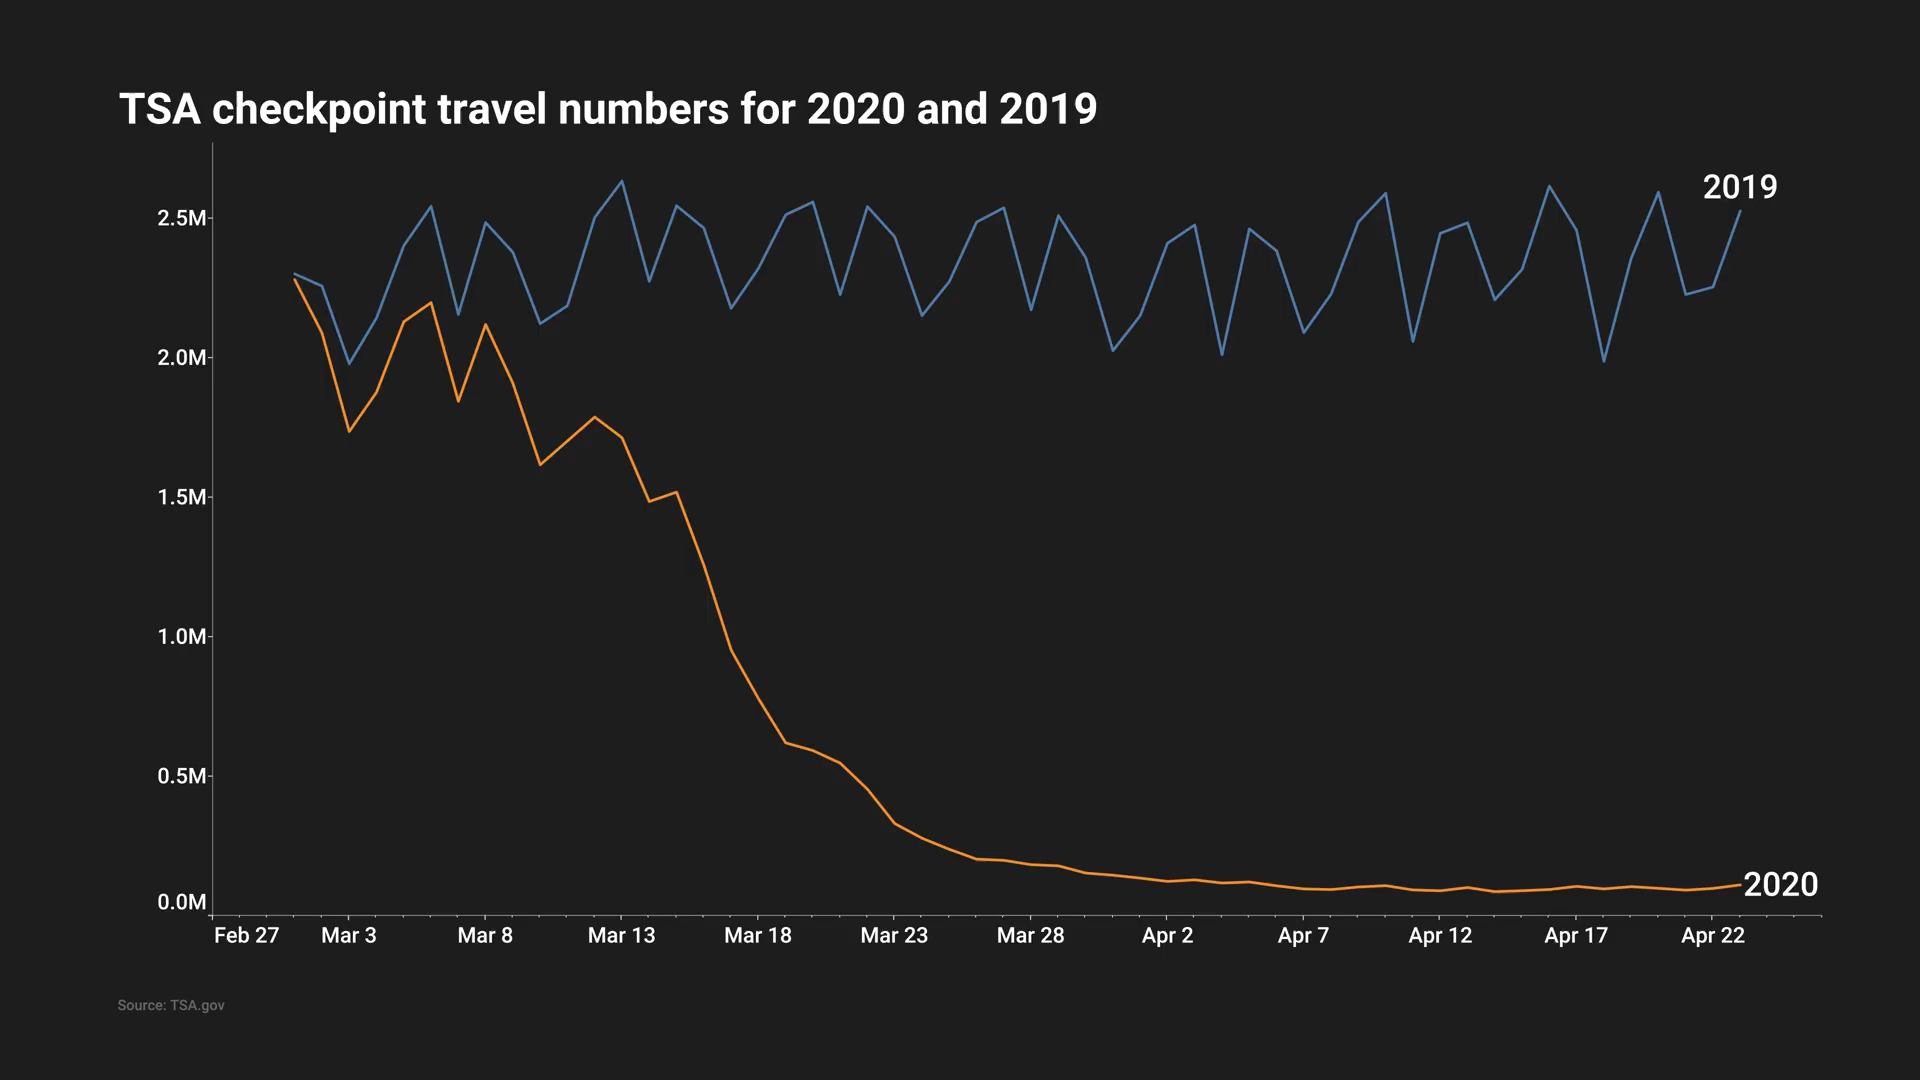 TSA checkpoint travel numbers for 2020 and 2019
2019
2.5M
2.0M
1.5M
1.0M
0.5M
0.0M
2020
Feb 27 Mar 3 Mar 8 Mar 13 Mar 18 Mar 23 Mar 28 Apr 2 Apr 7 Apr 12 Apr 17 Apr 22
Source: TSA.gov